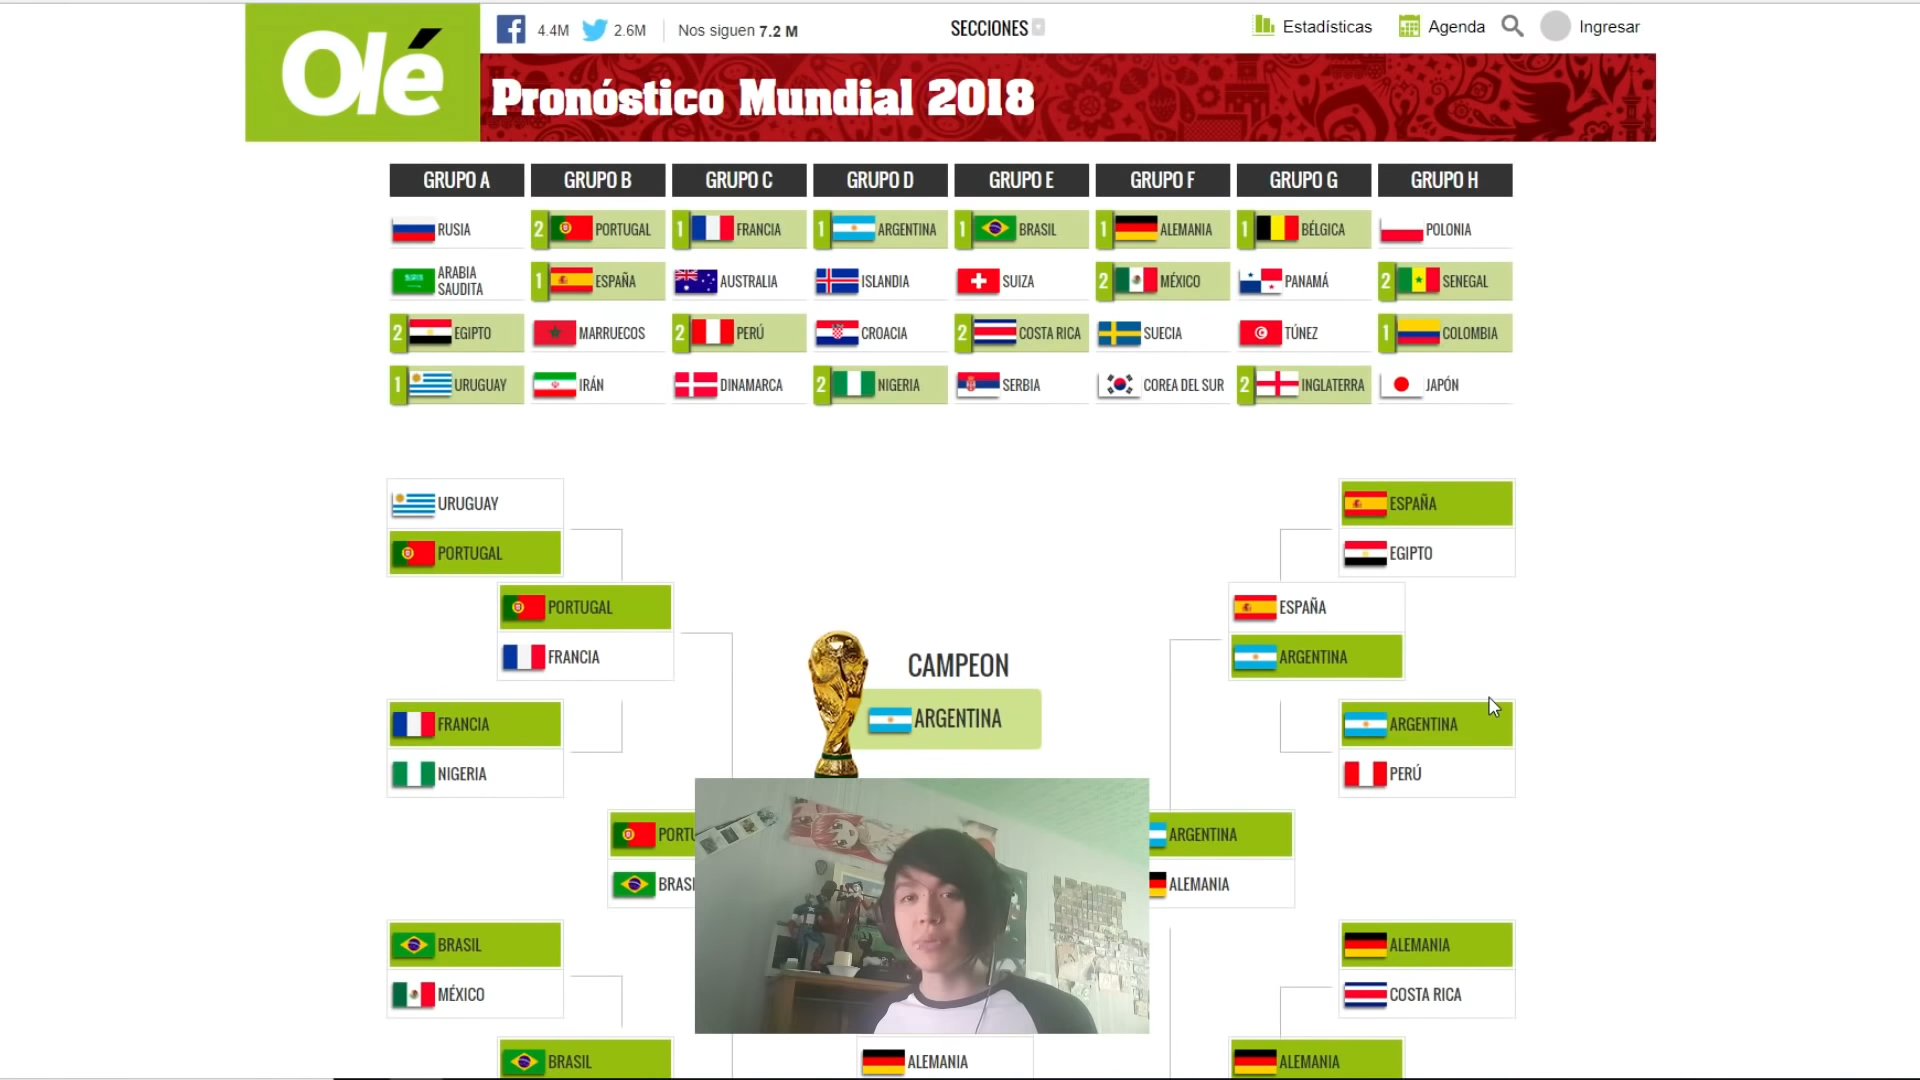 Olé
4.4M
2.6M
Nos siguen 7.2 M
SECCIONES
Estadísticas
Agenda
Ingresar
Pronóstico Mundial 2018
GRUPO A
GRUPO B
GRUPO C
GRUPO D
GRUPO E
GRUPO F
GRUPO G
GRUPO H
RUSIA
2 PORTUGAL
1 FRANCIA
1 ARGENTINA
1 BRASIL
1 ALEMANIA
1 BÉLGICA
POLONIA
ARABIA
SAUDITA
1 ESPAÑA
AUSTRALIA
ISLANDIA
SUIZA
2 MÉXICO
PANAMÁ
2 SENEGAL
2 EGIPTO
MARRUECOS
2 PERÚ
CROACIA
2 COSTA RICA
SUECIA
TÚNEZ
1 COLOMBIA
1 URUGUAY
IRÁN
DINAMARCA
2 NIGERIA
SERBIA
COREA DEL SUR
2 INGLATERRA
JAPÓN
URUGUAY
PORTUGAL
PORTUGAL
FRANCIA
FRANCIA
NIGERIA
PORTU
BRASI
BRASIL
MÉXICO
BRASIL
CAMPEON
ARGENTINA
ALEMANIA
ESPAÑA
EGIPTO
ESPAÑA
ARGENTINA
ARGENTINA
PERÚ
ARGENTINA
ALEMANIA
ALEMANIA
COSTA RICA
ALEMANIA